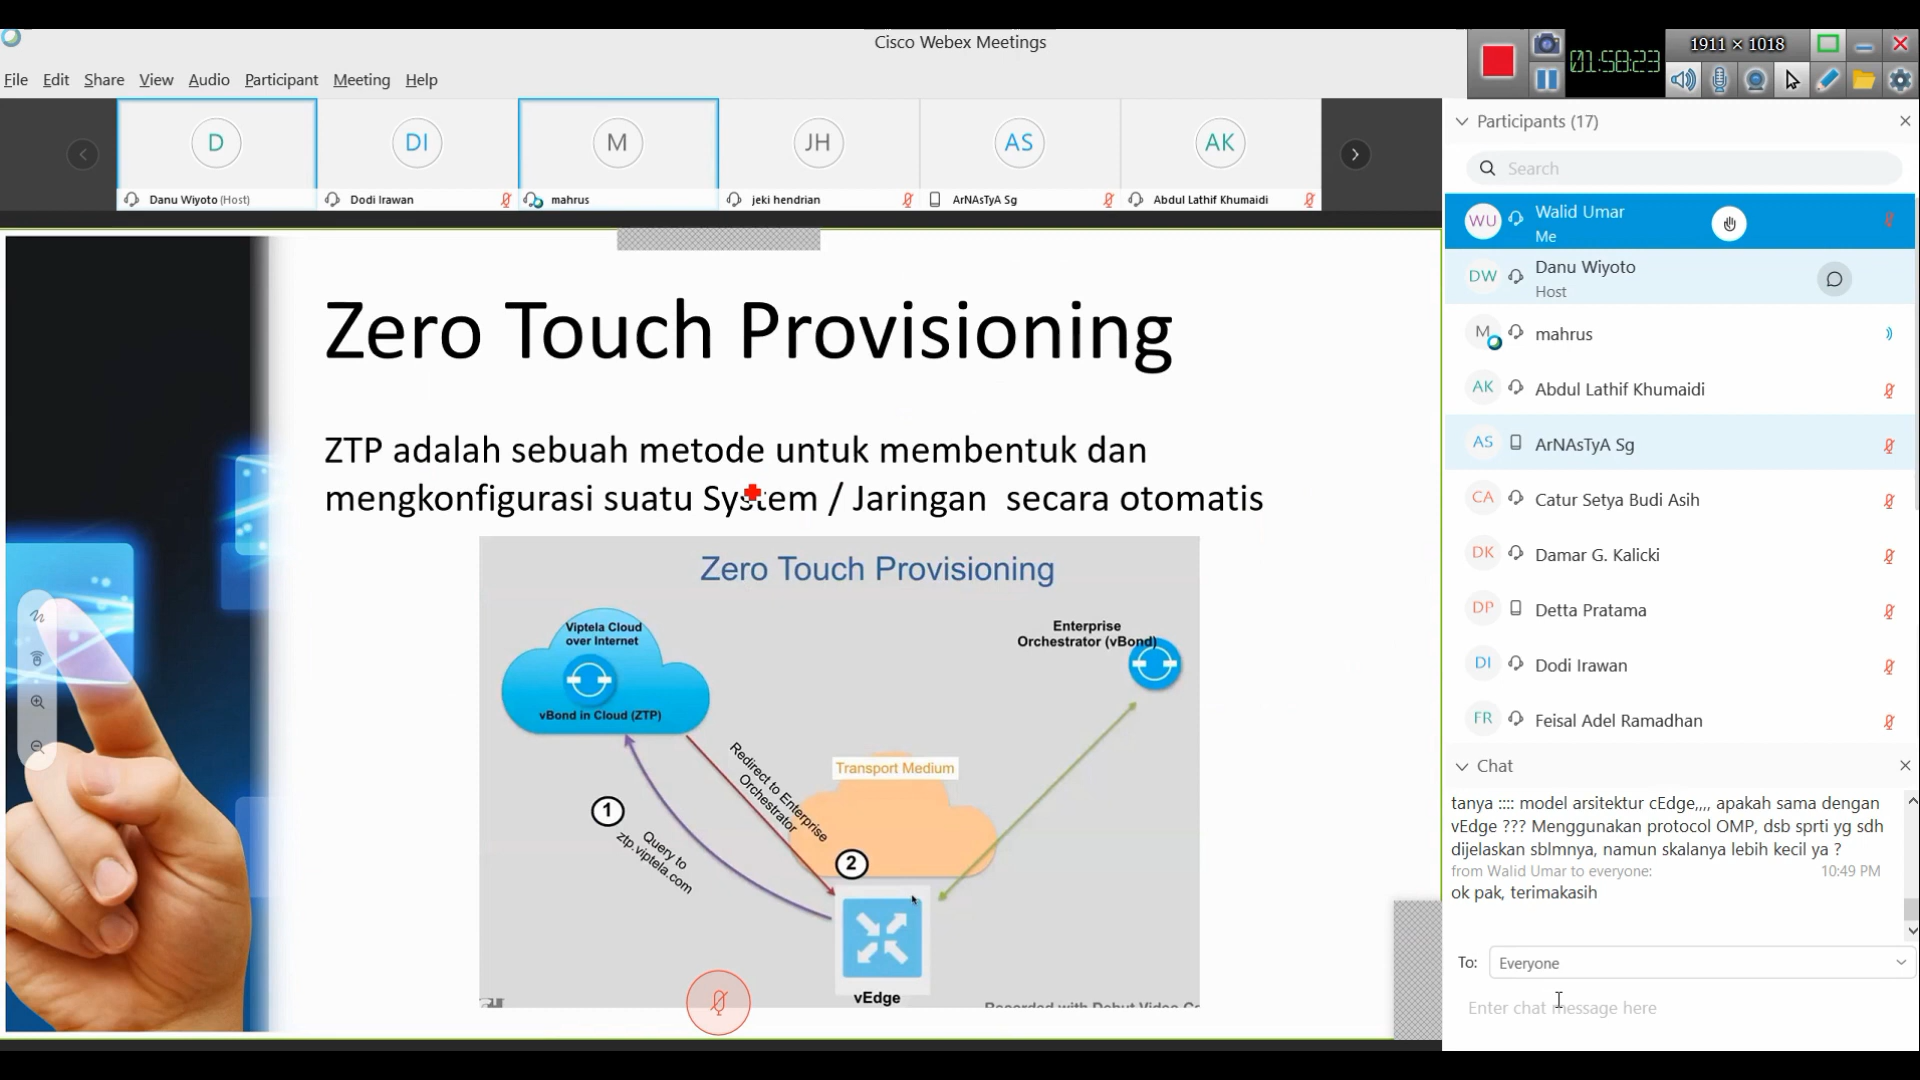 Cisco Webex Meetings
01:58:23
1911 × 1018
File Edit Share View Audio Participant Meeting Help
D
DI
M
JH
AS
AK
Danu Wiyoto (Host)
Dodi Irawan
mahrus
jeki hendrian
ArNAsTyA Sg
Abdul Lathif Khumaidi
Zero Touch Provisioning
ZTP adalah sebuah metode untuk membentuk dan
mengkonfigurasi suatu System / Jaringan secara otomatis
Zero Touch Provisioning
Viptela Cloud
over Internet
vBond in Cloud (ZTP)
Enterprise
Orchestrator (vBond)
Transport Medium
Redirect to Enterprise
Orchestrator
1
Query to
ztp.viptela.com
2
vEdge
Participants (17)
Search
WU Walid Umar
Me
DW Danu Wiyoto
Host
M mahrus
AK Abdul Lathif Khumaidi
AS ArNAsTyA Sg
CA Catur Setya Budi Asih
DK Damar G. Kalicki
DP Detta Pratama
DI Dodi Irawan
FR Feisal Adel Ramadhan
Chat
tanya :::: model arsitektur cEdge,,,, apakah sama dengan
vEdge ??? Menggunakan protocol OMP, dsb sprti yg sdh
dijelaskan sblmnya, namun skalanya lebih kecil ya ?
from Walid Umar to everyone: 10:49 PM
ok pak, terimakasih
To: Everyone
Enter chat message here